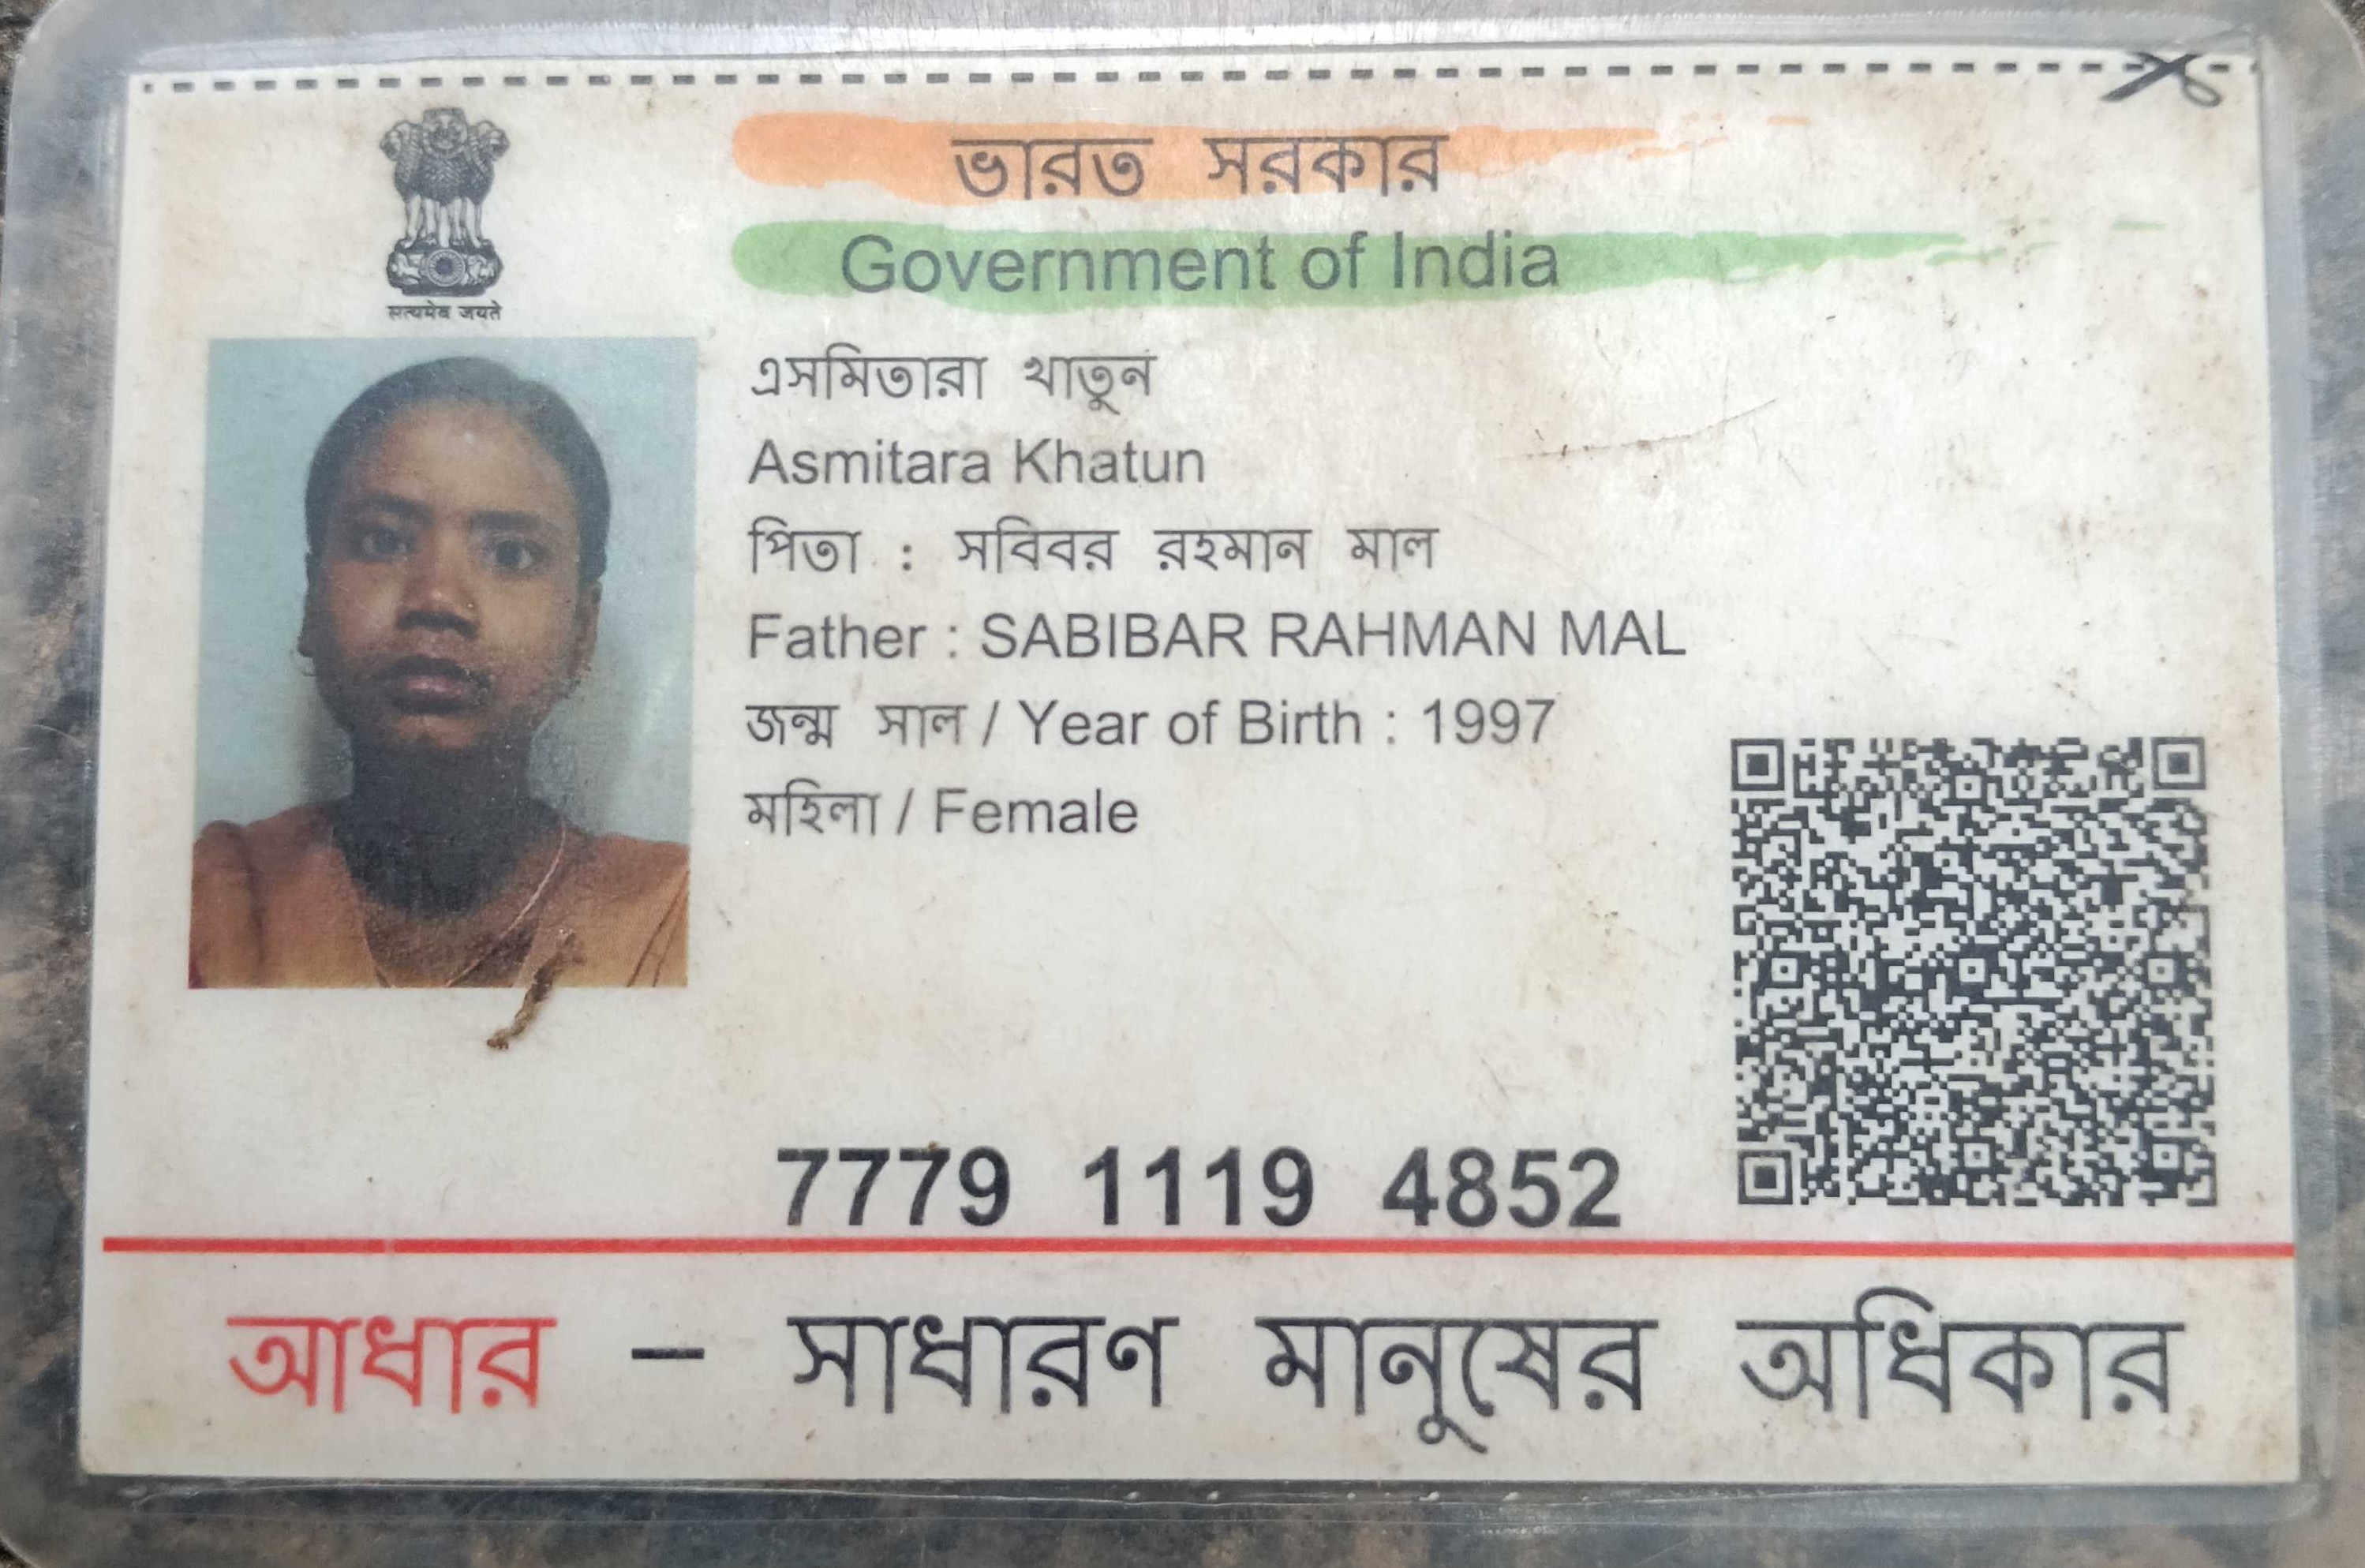 ভারত সরকার
Government of India
सत्यमेव जयते
এসমিতারা খাতুন
Asmitara Khatun
পিতা : সবিবর রহমান মাল
Father : SABIBAR RAHMAN MAL
জন্ম সাল / Year of Birth : 1997
মহিলা / Female
7779 1119 4852
আধার – সাধারণ মানুষের অধিকার